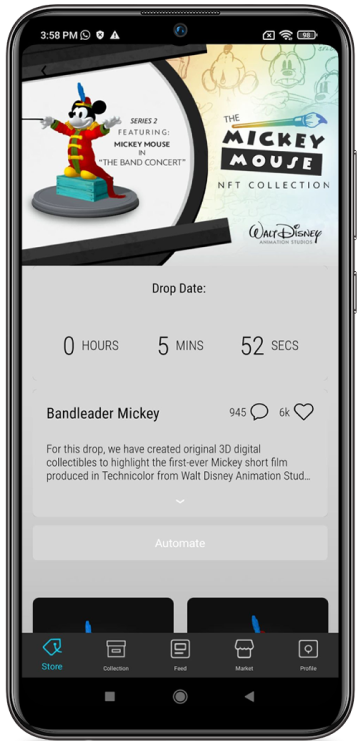 3:58 PM
98
SERIES 2
FEATURING:
MICKEY MOUSE
IN
"THE BAND CONCERT"
THE
MICKEY
MOUSE
NFT COLLECTION
WALT DISNEY
ANIMATION STUDIOS
Drop Date:
0 HOURS 5 MINS 52 SECS
Bandleader Mickey 945 6k
For this drop, we have created original 3D digital
collectibles to highlight the first-ever Mickey short film
produced in Technicolor from Walt Disney Animation Stud...
Automate
Store Collection Feed Market Profile